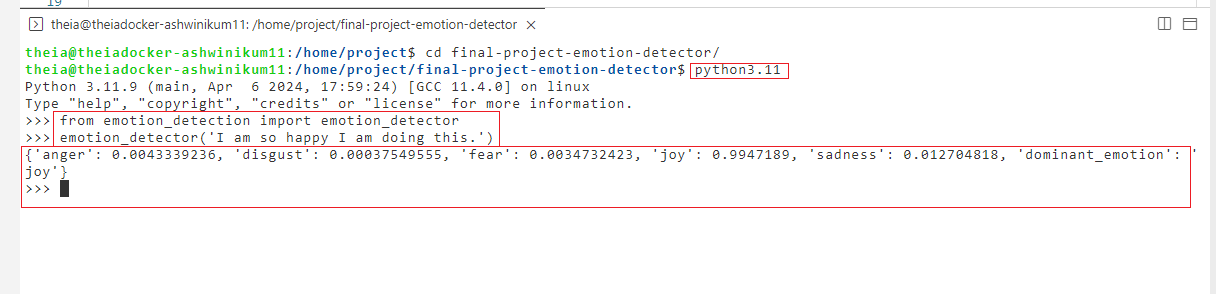 19
theia@theiadocker-ashwinikum11: /home/project/final-project-emotion-detector ×
theia@theiadocker-ashwinikum11:/home/project$ cd final-project-emotion-detector/
theia@theiadocker-ashwinikum11:/home/project/final-project-emotion-detector$ python3.11
Python 3.11.9 (main, Apr  6 2024, 17:59:24) [GCC 11.4.0] on linux
Type "help", "copyright", "credits" or "license" for more information.
>>> from emotion_detection import emotion_detector
>>> emotion_detector('I am so happy I am doing this.')
{'anger': 0.0043339236, 'disgust': 0.00037549555, 'fear': 0.0034732423, 'joy': 0.9947189, 'sadness': 0.012704818, 'dominant_emotion': '
joy'}
>>>